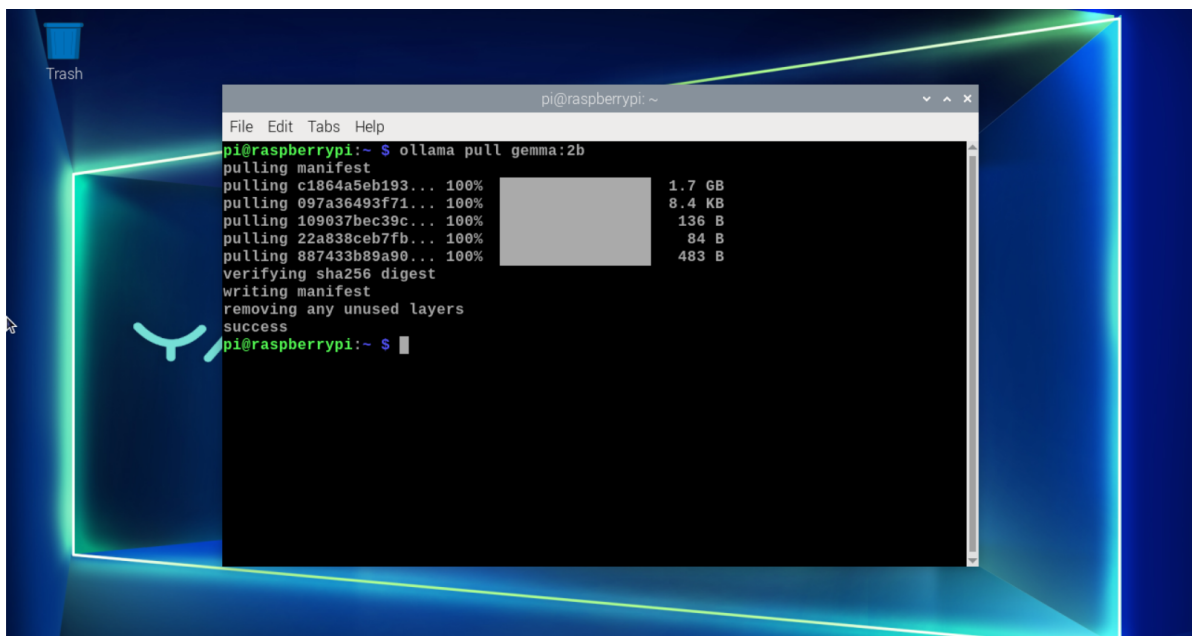 Trash
pi@raspberrypi: ~
File Edit Tabs Help
pi@raspberrypi:~ $ ollama pull gemma:2b
pulling manifest
pulling c1864a5eb193... 100% 1.7 GB
pulling 097a36493f71... 100% 8.4 KB
pulling 109037bec39c... 100% 136 B
pulling 22a838ceb7fb... 100% 84 B
pulling 887433b89a90... 100% 483 B
verifying sha256 digest
writing manifest
removing any unused layers
success
pi@raspberrypi:~ $